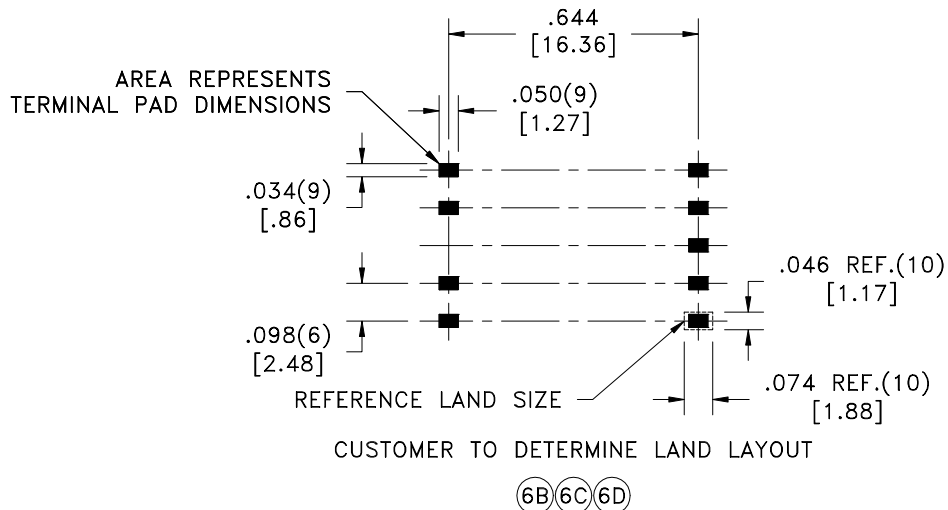 .644
[16.36]
AREA REPRESENTS
TERMINAL PAD DIMENSIONS
.050(9)
[1.27]
.034(9)
[.86]
.046 REF.(10)
[1.17]
.098(6)
[2.48]
.074 REF.(10)
[1.88]
REFERENCE LAND SIZE
CUSTOMER TO DETERMINE LAND LAYOUT
6B 6C 6D